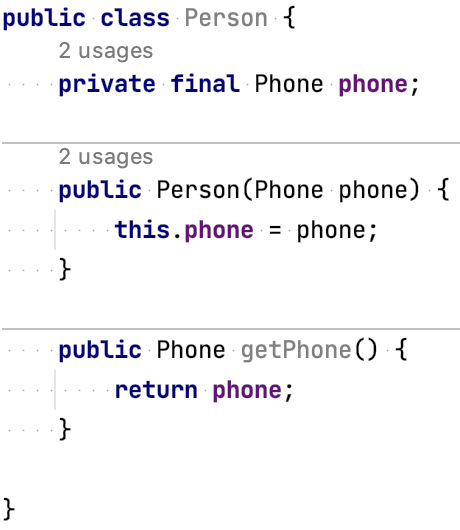 public class Person {
2 usages
    private final Phone phone;
2 usages
    public Person(Phone phone) {
        this.phone = phone;
    }
    public Phone getPhone() {
        return phone;
    }
}